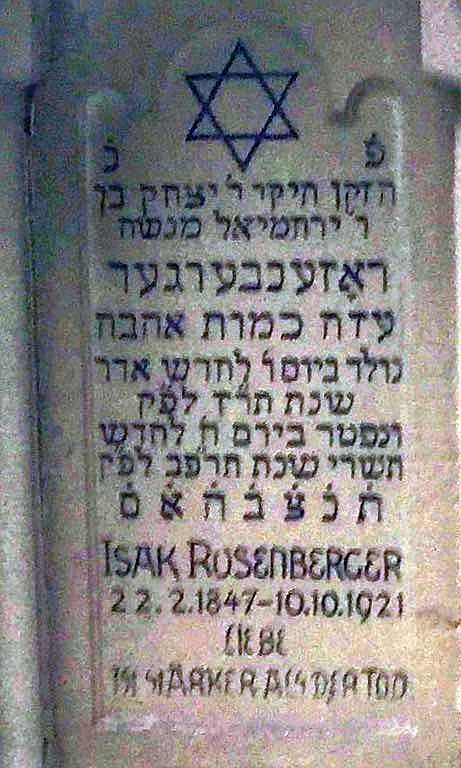 פ נ
הזקן היקר ר' יצחק בן
ר' ירחמיאל מנשה
ראָזענבערגער
עזה כמות אהבה
נולד ביום ו' לחדש אדר
שנת תר"ז לפ"ק
ונפטר ביום ח' לחדש
תשרי שנת תרפ"ב לפ"ק
ת נ צ ב ה א ס
ISAK ROSENBERGER
22.2.1847–10.10.1921
LIEBE
IST STÄRKER ALS DER TOD